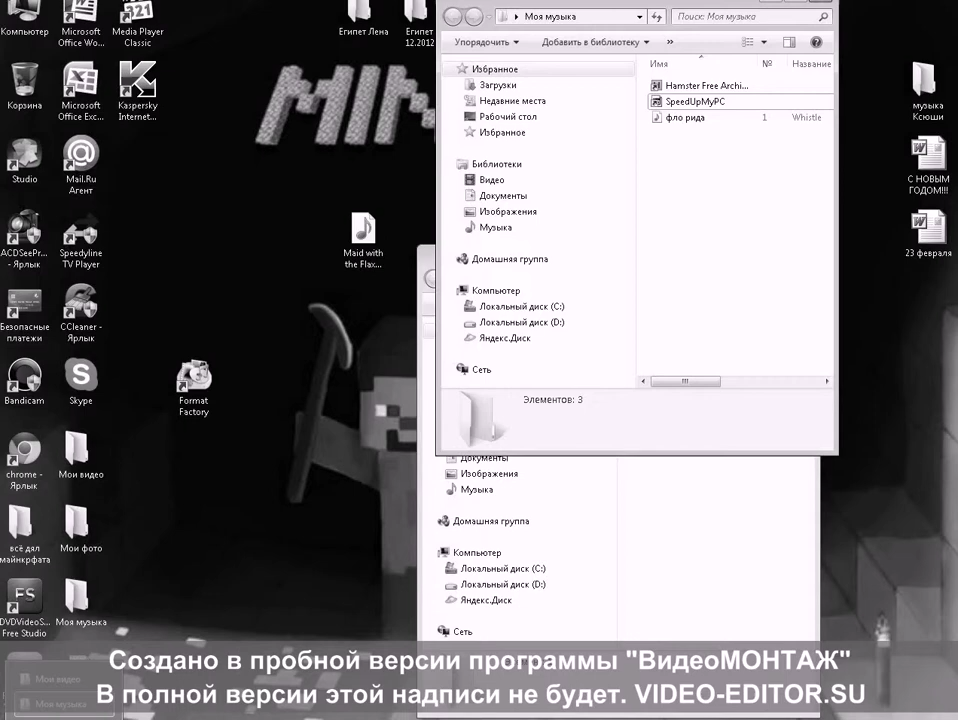 Компьютер
Microsoft Office Wo...
Media Player Classic
Египет Лена
Египет 12.2012
Корзина
Microsoft Office Exc...
Kaspersky Internet...
Studio
Mail.Ru Агент
ACDSeePr... - Ярлык
Speedyline TV Player
Безопасные платежи
CCleaner - Ярлык
Bandicam
Skype
Format Factory
chrome - Ярлык
Мои видео
всё дял майнкрфата
Мои фото
DVDVideoS... Free Studio
Моя музыка
Maid with the Flax...
музыка Ксюши
С НОВЫМ ГОДОМ!!!
23 февраля
MIN
Моя музыка
Поиск: Моя музыка
Упорядочить
Добавить в библиотеку
»
Имя
№
Название
Hamster Free Archi...
SpeedUpMyPC
фло рида 1 Whistle
Избранное
Загрузки
Недавние места
Рабочий стол
Избранное
Библиотеки
Видео
Документы
Изображения
Музыка
Домашняя группа
Компьютер
Локальный диск (C:)
Локальный диск (D:)
Яндекс.Диск
Сеть
Элементов: 3
Документы
Изображения
Музыка
Домашняя группа
Компьютер
Локальный диск (C:)
Локальный диск (D:)
Яндекс.Диск
Сеть
Мои видео
Моя музыка
Создано в пробной версии программы "ВидеоМОНТАЖ"
В полной версии этой надписи не будет. VIDEO-EDITOR.SU